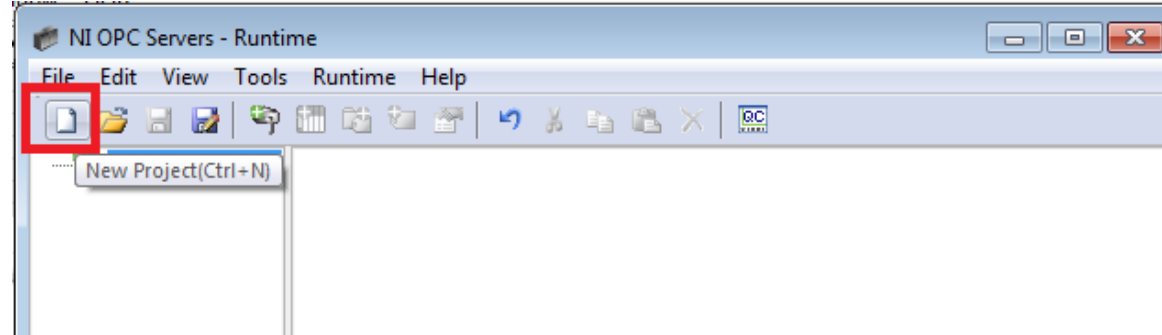 NI OPC Servers - Runtime
File Edit View Tools Runtime Help
QC
New Project(Ctrl+N)